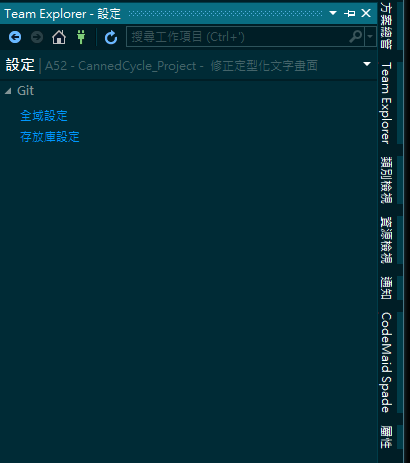 Team Explorer - 設定
搜尋工作項目 (Ctrl+')
設定 | A52 - CannedCycle_Project - 修正定型化文字畫面
Git
全域設定
存放庫設定
方案總管
Team Explorer
類別檢視
資源檢視
通知
CodeMaid Spade
屬性